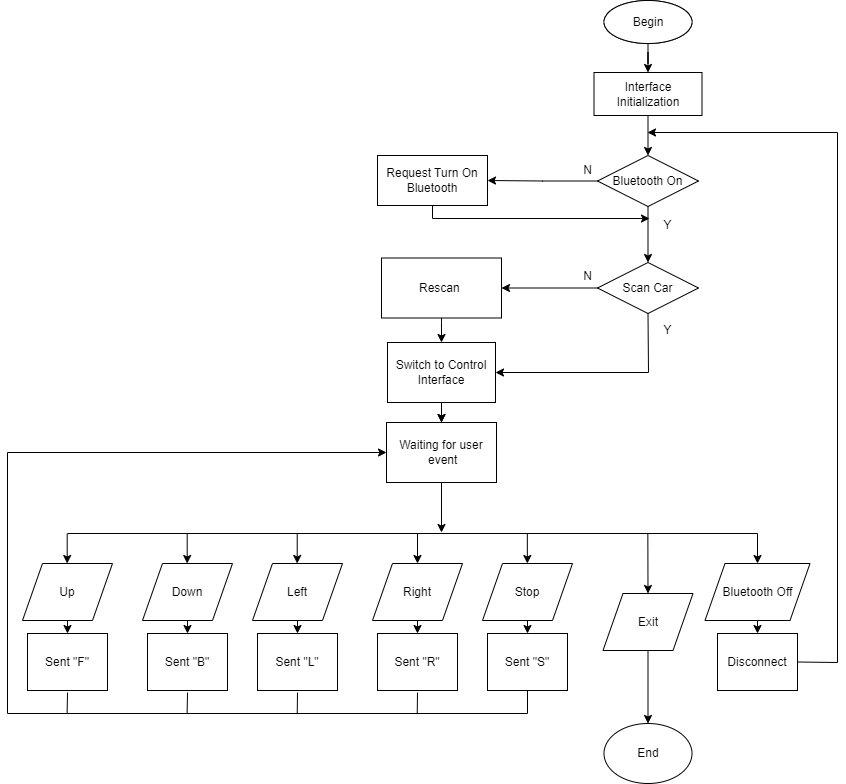 Begin
Interface
Initialization
Request Turn On
Bluetooth
N
Bluetooth On
Y
Rescan
N
Scan Car
Y
Switch to Control
Interface
Waiting for user
event
Up
Down
Left
Right
Stop
Exit
Bluetooth Off
Sent "F"
Sent "B"
Sent "L"
Sent "R"
Sent "S"
Disconnect
End